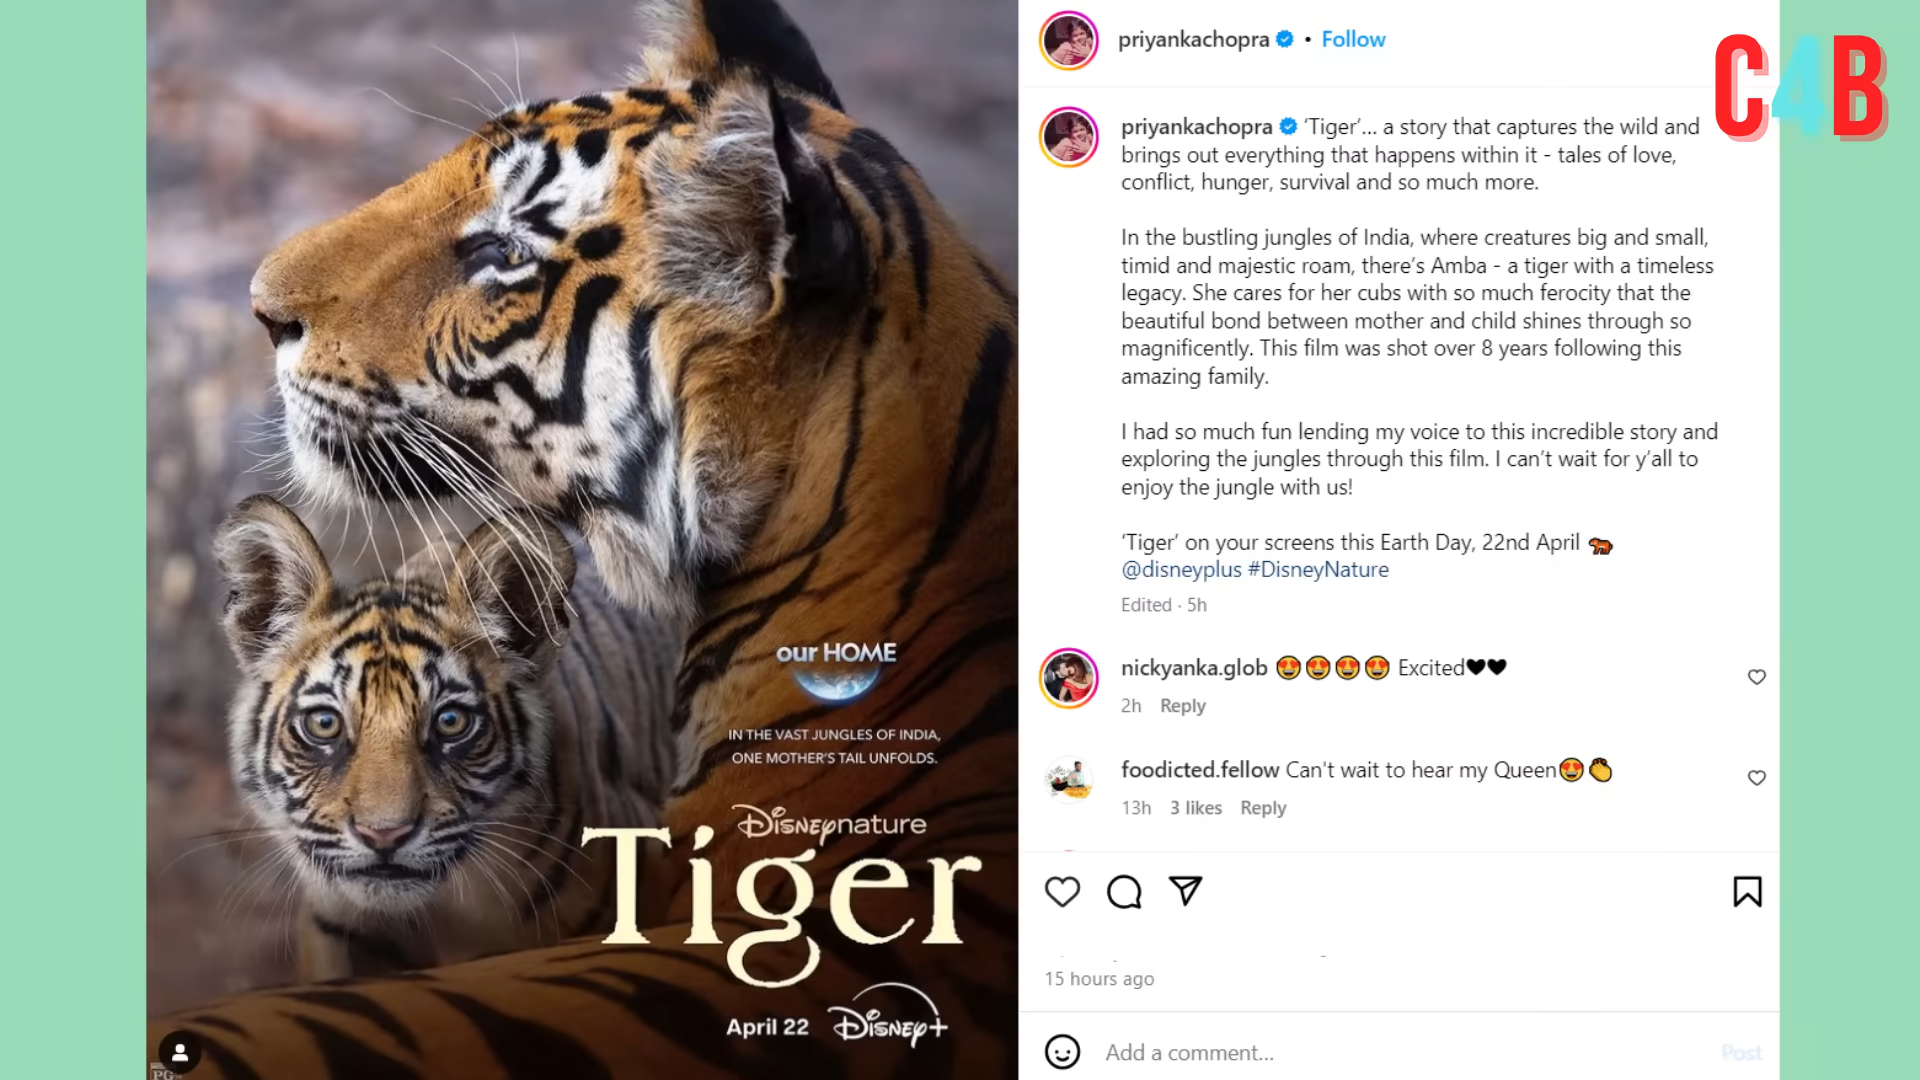 our HOME
IN THE VAST JUNGLES OF INDIA,
ONE MOTHER'S TAIL UNFOLDS.
Disneynature
Tiger
April 22 Disney+
PG
priyankachopra • Follow
C4B
priyankachopra ‘Tiger’... a story that captures the wild and
brings out everything that happens within it - tales of love,
conflict, hunger, survival and so much more.
In the bustling jungles of India, where creatures big and small,
timid and majestic roam, there’s Amba - a tiger with a timeless
legacy. She cares for her cubs with so much ferocity that the
beautiful bond between mother and child shines through so
magnificently. This film was shot over 8 years following this
amazing family.
I had so much fun lending my voice to this incredible story and
exploring the jungles through this film. I can’t wait for y’all to
enjoy the jungle with us!
‘Tiger’ on your screens this Earth Day, 22nd April 🐅
@disneyplus #DisneyNature
Edited · 5h
nickyanka.glob 😍😍😍😍 Excited🖤🖤
2h Reply
foodicted.fellow Can't wait to hear my Queen😍👏
13h 3 likes Reply
15 hours ago
Add a comment...
Post